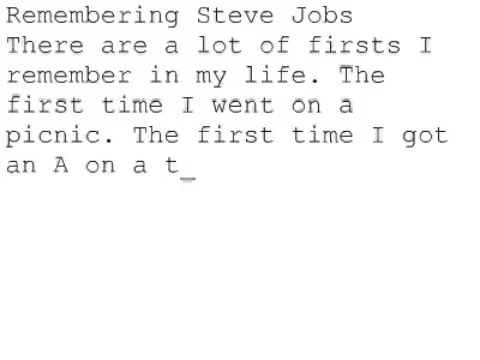 Remembering Steve Jobs
There are a lot of firsts I
remember in my life. The
first time I went on a
picnic. The first time I got
an A on a t_